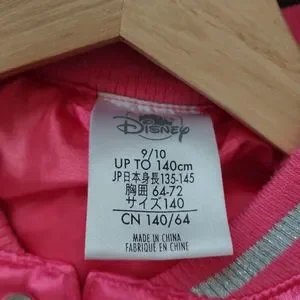 Disney
9/10
UP TO 140cm
JP日本身長135-145
胸囲 64-72
サイズ140
CN 140/64
MADE IN CHINA
FABRIQUÉ EN CHINE